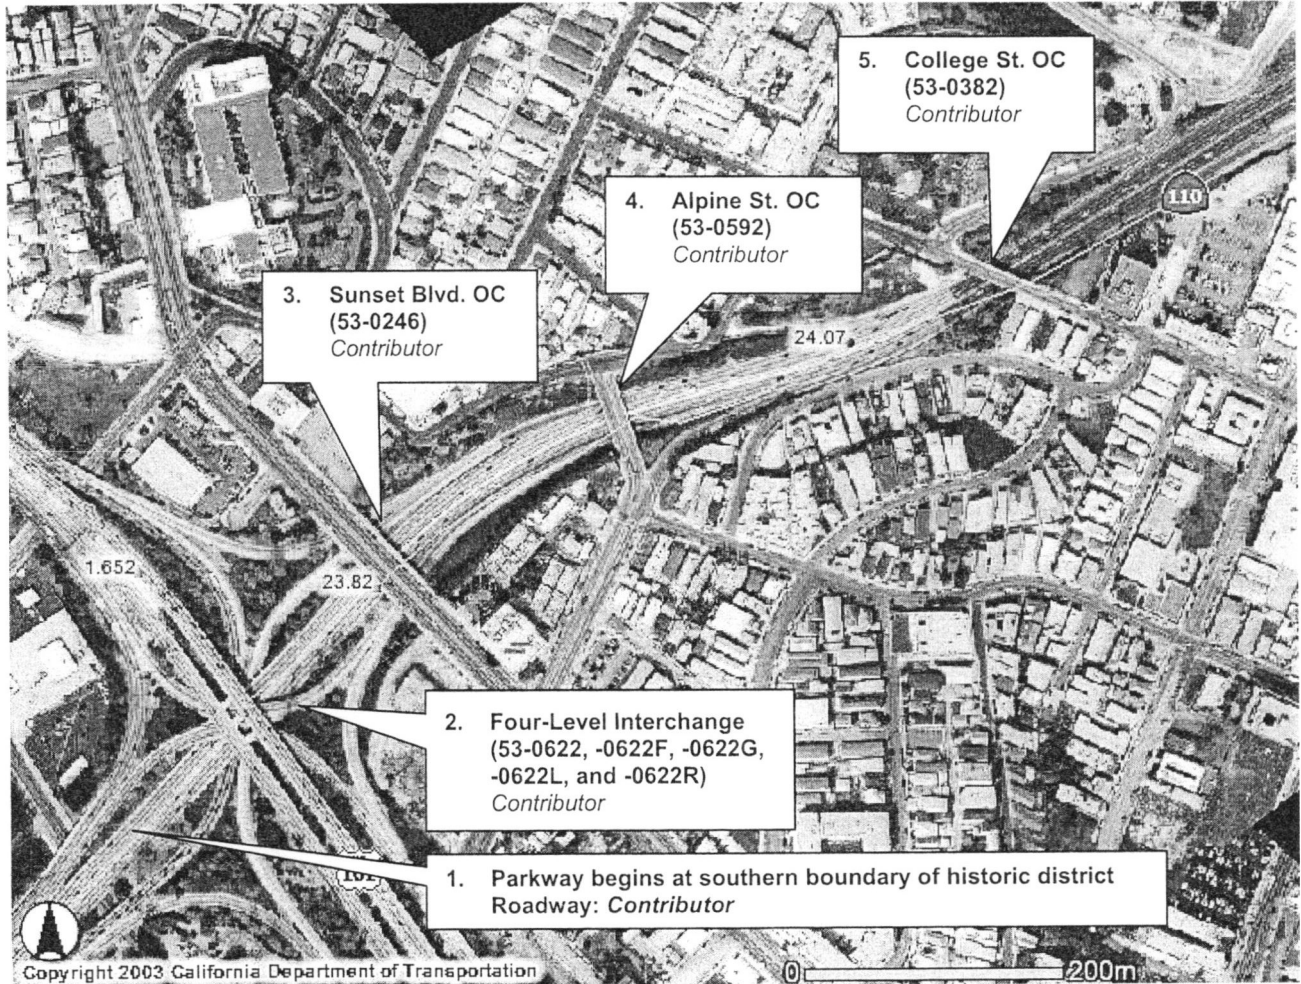 5. College St. OC
(53-0382)
Contributor
110
4. Alpine St. OC
(53-0592)
Contributor
3. Sunset Blvd. OC
(53-0246)
Contributor
24.07
1.652
23.82
2. Four-Level Interchange
(53-0622, -0622F, -0622G,
-0622L, and -0622R)
Contributor
1. Parkway begins at southern boundary of historic district
Roadway: Contributor
Copyright 2003 California Department of Transportation
0 200m